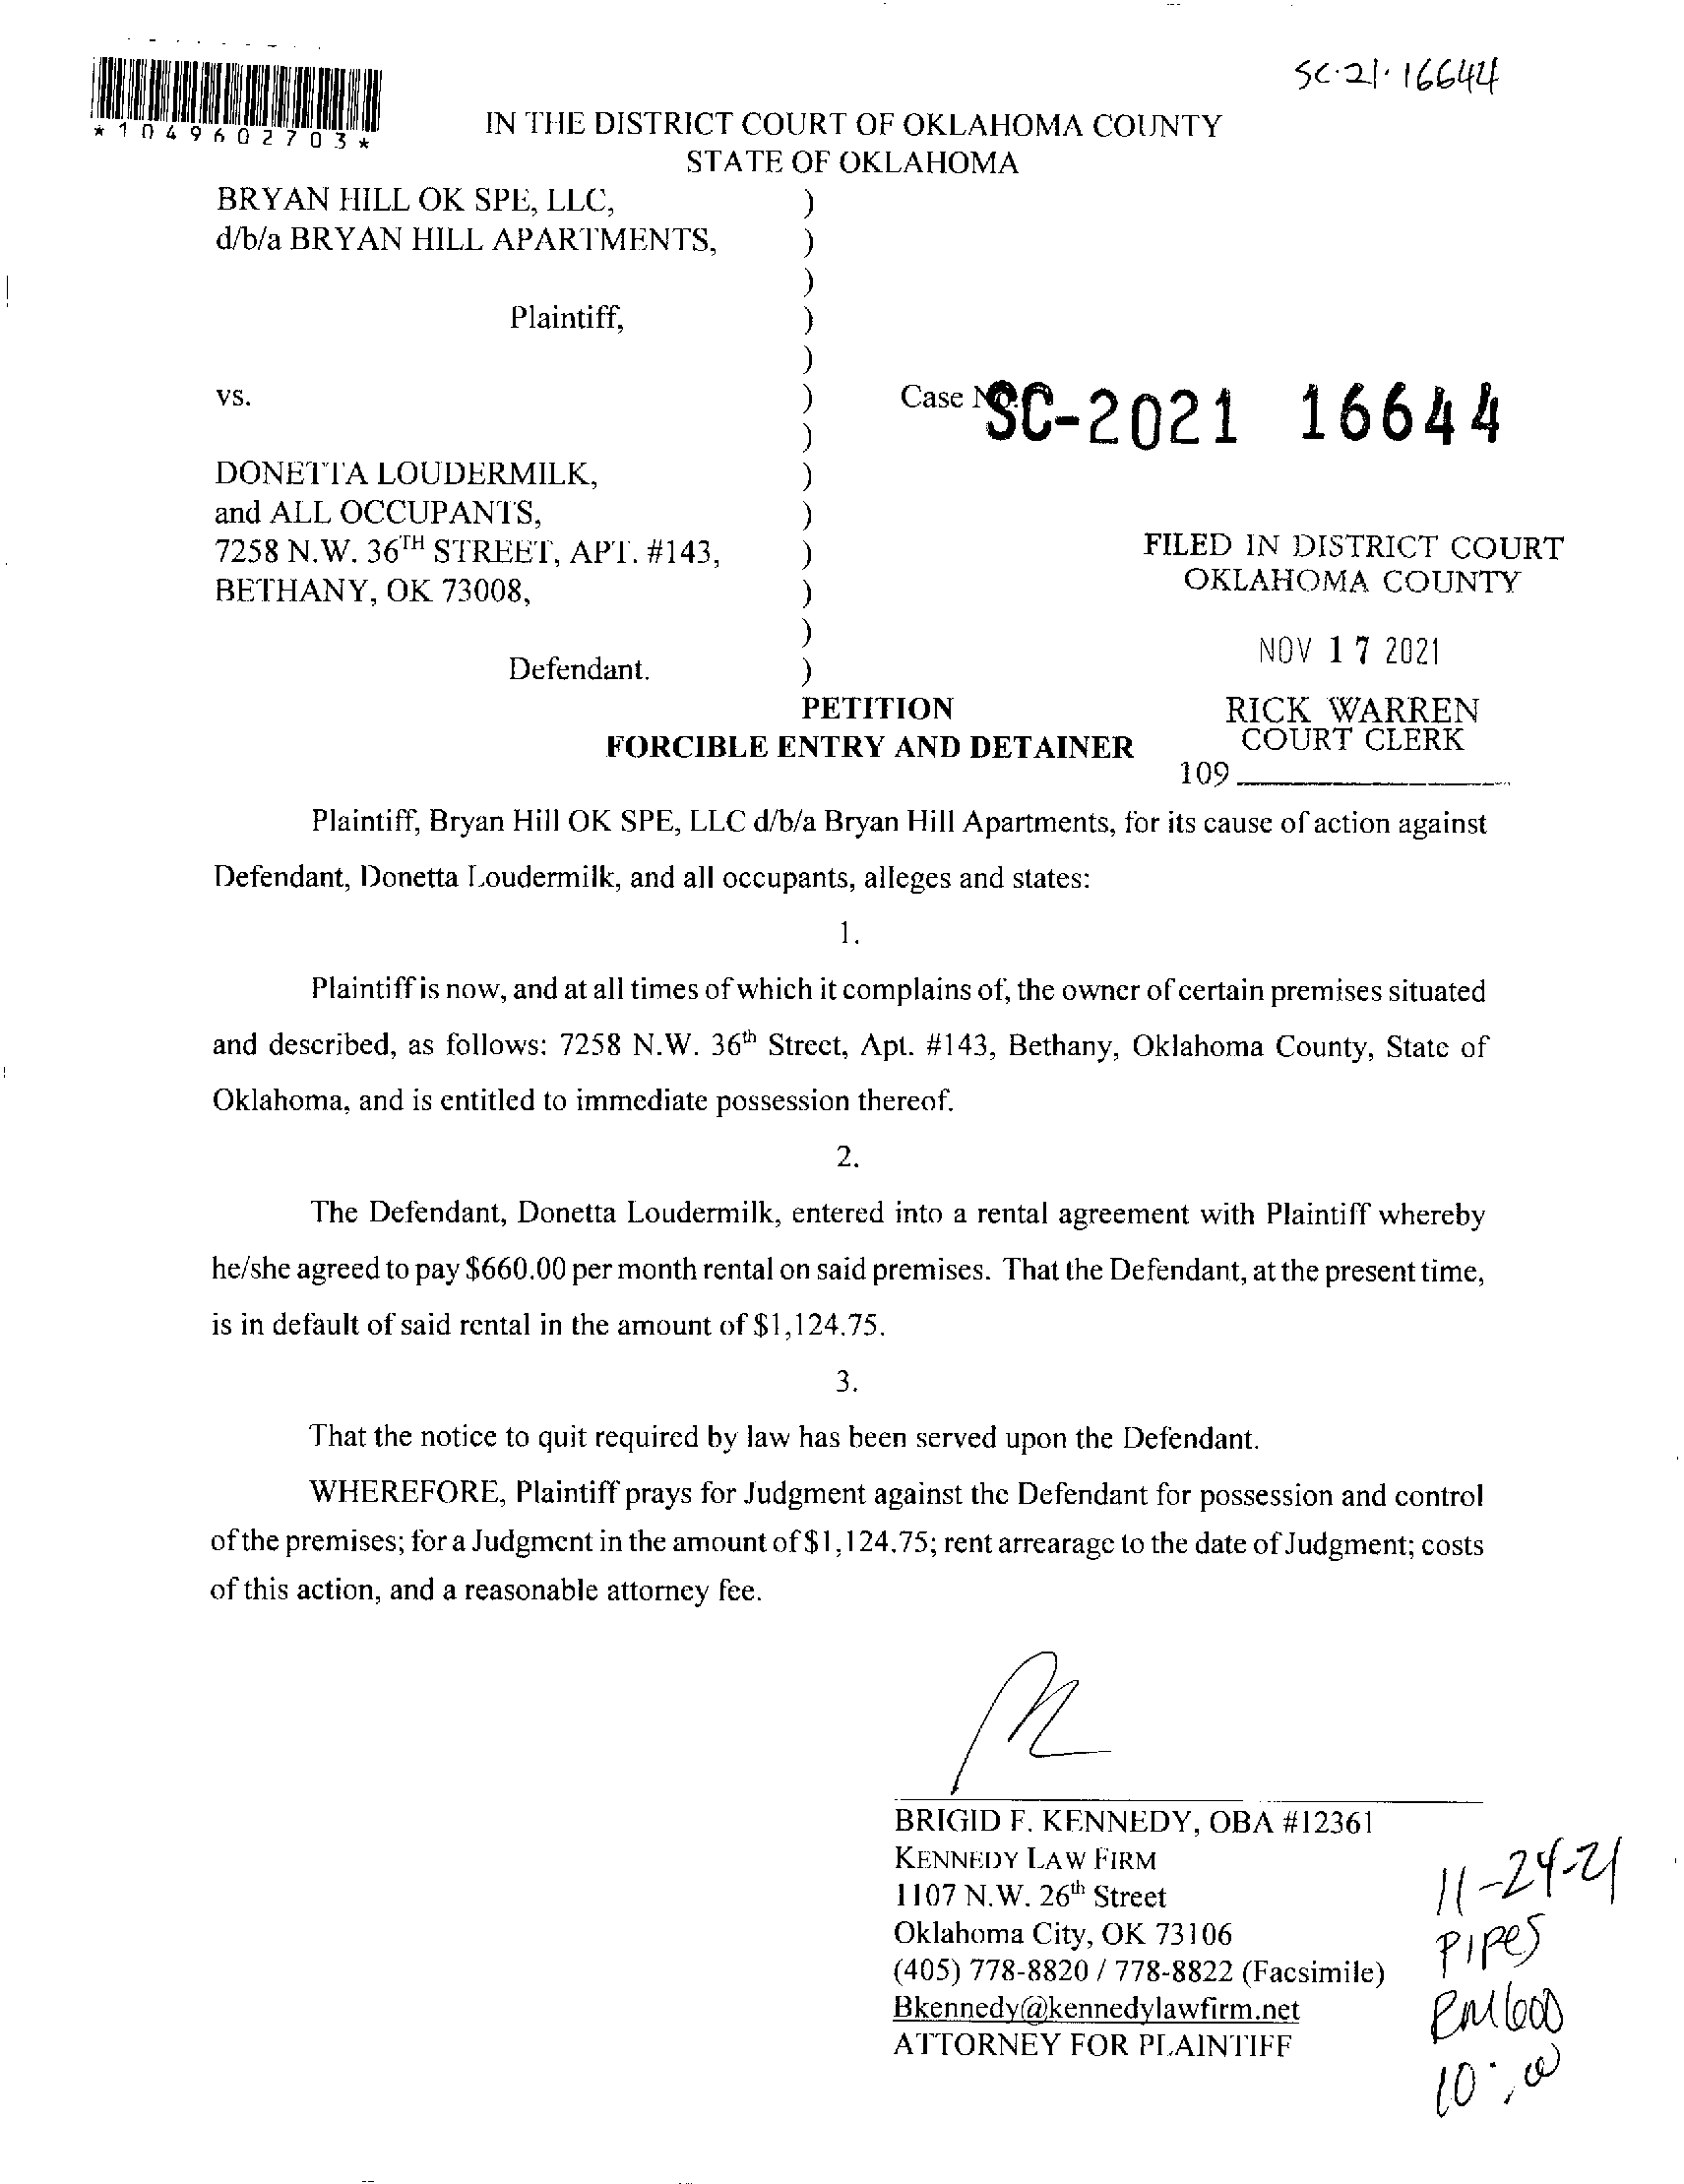 SC-21-16644
*1049602703*
IN THE DISTRICT COURT OF OKLAHOMA COUNTY
STATE OF OKLAHOMA
BRYAN HILL OK SPE, LLC, )
d/b/a BRYAN HILL APARTMENTS, )
)
Plaintiff, )
)
vs. ) Case No. SC-2021 16644
)
DONETTA LOUDERMILK, )
and ALL OCCUPANTS, )
7258 N.W. 36TH STREET, APT. #143, )
BETHANY, OK 73008, )
)
Defendant. )
FILED IN DISTRICT COURT
OKLAHOMA COUNTY
NOV 17 2021
RICK WARREN
COURT CLERK
109
PETITION
FORCIBLE ENTRY AND DETAINER
Plaintiff, Bryan Hill OK SPE, LLC d/b/a Bryan Hill Apartments, for its cause of action against
Defendant, Donetta Loudermilk, and all occupants, alleges and states:
1.
Plaintiff is now, and at all times of which it complains of, the owner of certain premises situated
and described, as follows: 7258 N.W. 36th Street, Apt. #143, Bethany, Oklahoma County, State of
Oklahoma, and is entitled to immediate possession thereof.
2.
The Defendant, Donetta Loudermilk, entered into a rental agreement with Plaintiff whereby
he/she agreed to pay $660.00 per month rental on said premises. That the Defendant, at the present time,
is in default of said rental in the amount of $1,124.75.
3.
That the notice to quit required by law has been served upon the Defendant.
WHEREFORE, Plaintiff prays for Judgment against the Defendant for possession and control
of the premises; for a Judgment in the amount of $1,124.75; rent arrearage to the date of Judgment; costs
of this action, and a reasonable attorney fee.
BRIGID F. KENNEDY, OBA #12361
KENNEDY LAW FIRM
1107 N.W. 26th Street
Oklahoma City, OK 73106
(405) 778-8820 / 778-8822 (Facsimile)
Bkennedy@kennedylawfirm.net
ATTORNEY FOR PLAINTIFF
11-24-21
PIPES
RM600
10:00